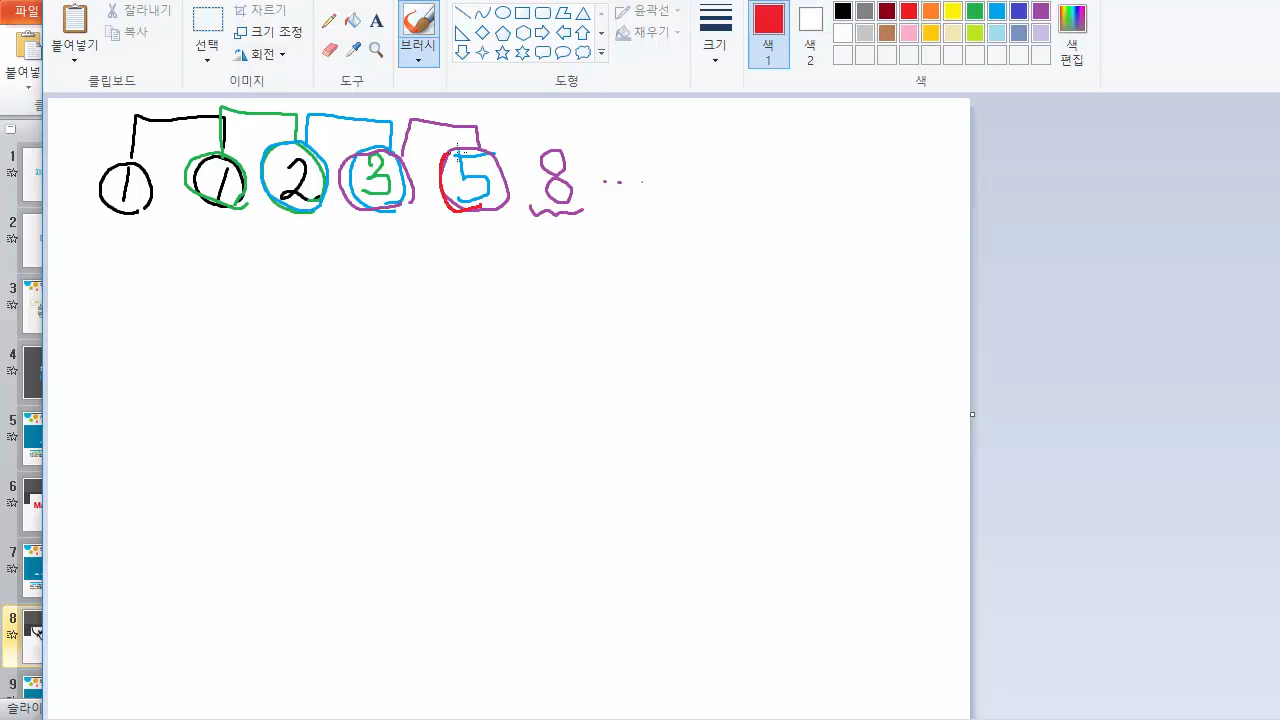 파일
잘라내기
복사
붙여넣기
클립보드
선택
자르기
크기 조정
회전
이미지
A
도구
브러시
도형
윤곽선
채우기
크기
색
1
색
2
색
편집
색
1 1 2 3 5 8 ...
1
2
3
4
5
6
7
8
9
슬라이